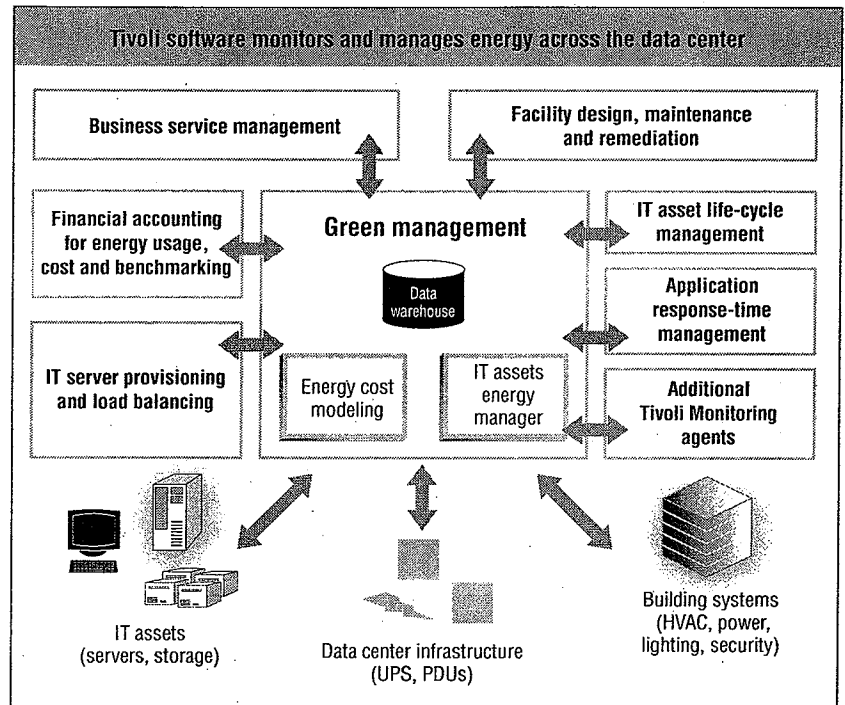 Tivoli software monitors and manages energy across the data center
Business service management
Facility design, maintenance
and remediation
Financial accounting
for energy usage,
cost and benchmarking
Green management
IT asset life-cycle
management
Data
warehouse
Application
response-time
management
IT server provisioning
and load balancing
Energy cost
modeling
IT assets
energy
manager
Additional
Tivoli Monitoring
agents
IT assets
(servers, storage)
Data center infrastructure
(UPS, PDUs)
Building systems
(HVAC, power,
lighting, security)